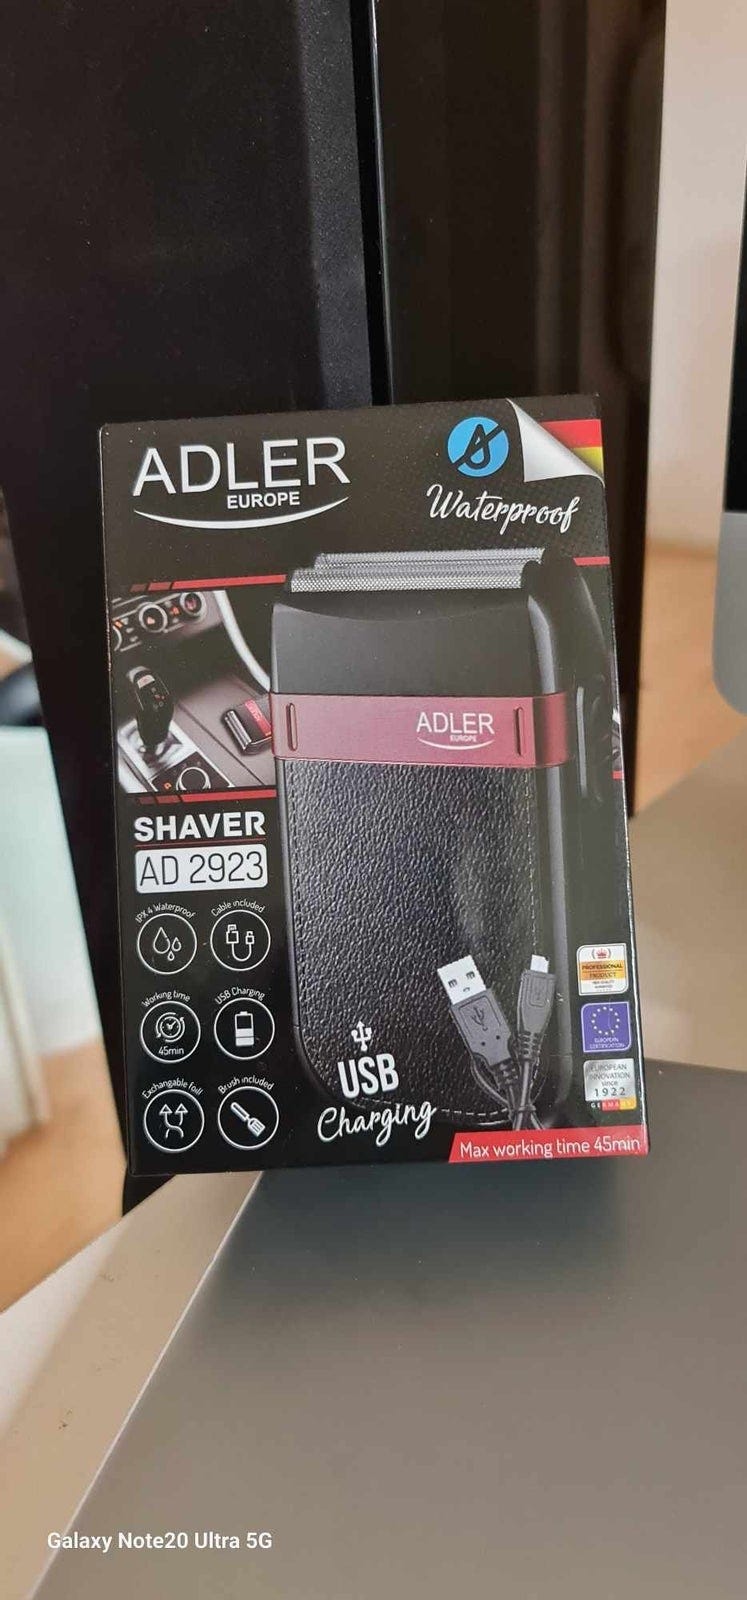 ADLER
EUROPE
Waterproof
ADLER
EUROPE
SHAVER
AD 2923
IPX 4 Waterproof
Cable included
Working time
45min
USB Charging
Exchangable foil
Brush included
USB
Charging
PROFESSIONAL
PRODUCT
EUROPEAN
CERTIFICATION
EUROPEAN
INNOVATION
since
1922
GERMANY
Max working time 45min
Galaxy Note20 Ultra 5G